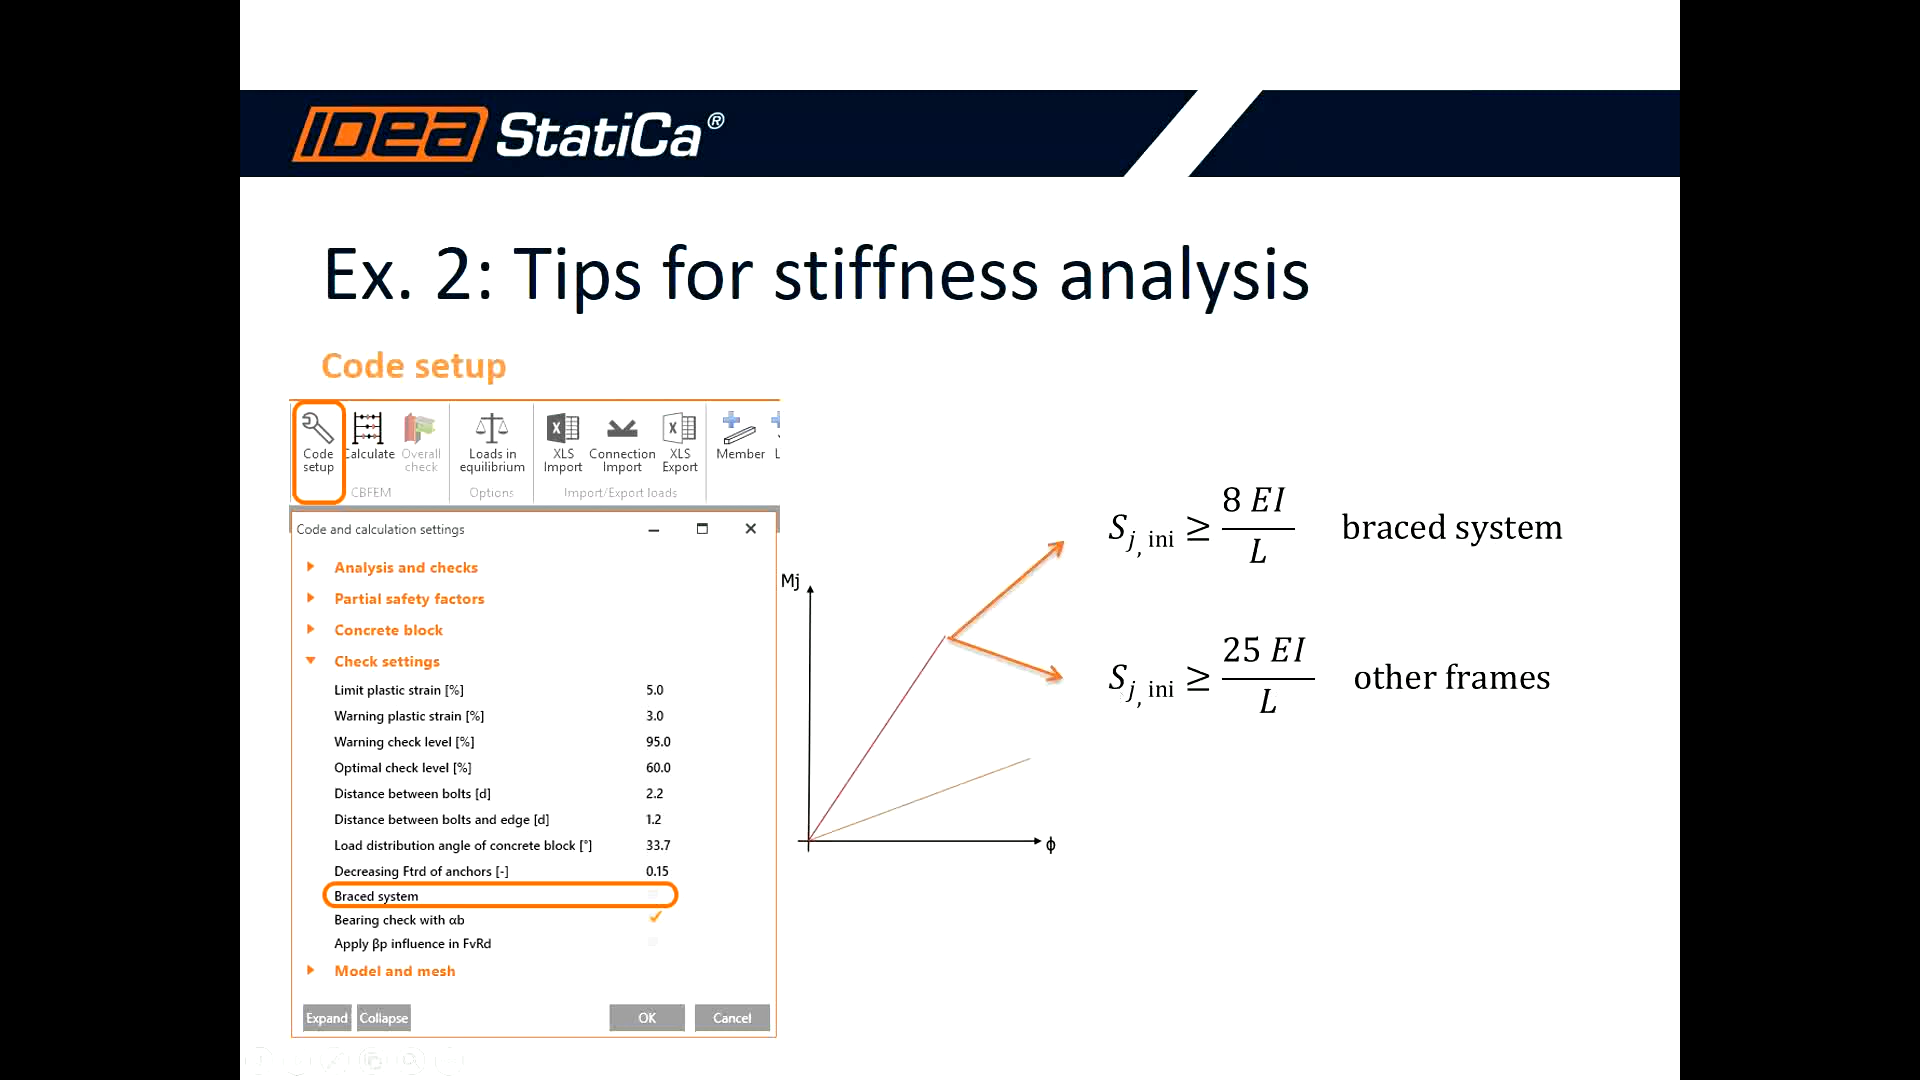 IDEA StatiCa®
Ex. 2: Tips for stiffness analysis
Code setup
Code setup
Calculate
Overall check
CBFEM
Loads in equilibrium
Options
XLS Import
Connection Import
XLS Export
Import/Export loads
Member
L
Code and calculation settings
Analysis and checks
Partial safety factors
Concrete block
Check settings
Limit plastic strain [%] 5.0
Warning plastic strain [%] 3.0
Warning check level [%] 95.0
Optimal check level [%] 60.0
Distance between bolts [d] 2.2
Distance between bolts and edge [d] 1.2
Load distribution angle of concrete block [°] 33.7
Decreasing Ftrd of anchors [-] 0.15
Braced system
Bearing check with αb
Apply βp influence in FvRd
Model and mesh
Expand Collapse OK Cancel
Mj
ϕ
S_{j, ini} ≥ 8 EI / L braced system
S_{j, ini} ≥ 25 EI / L other frames